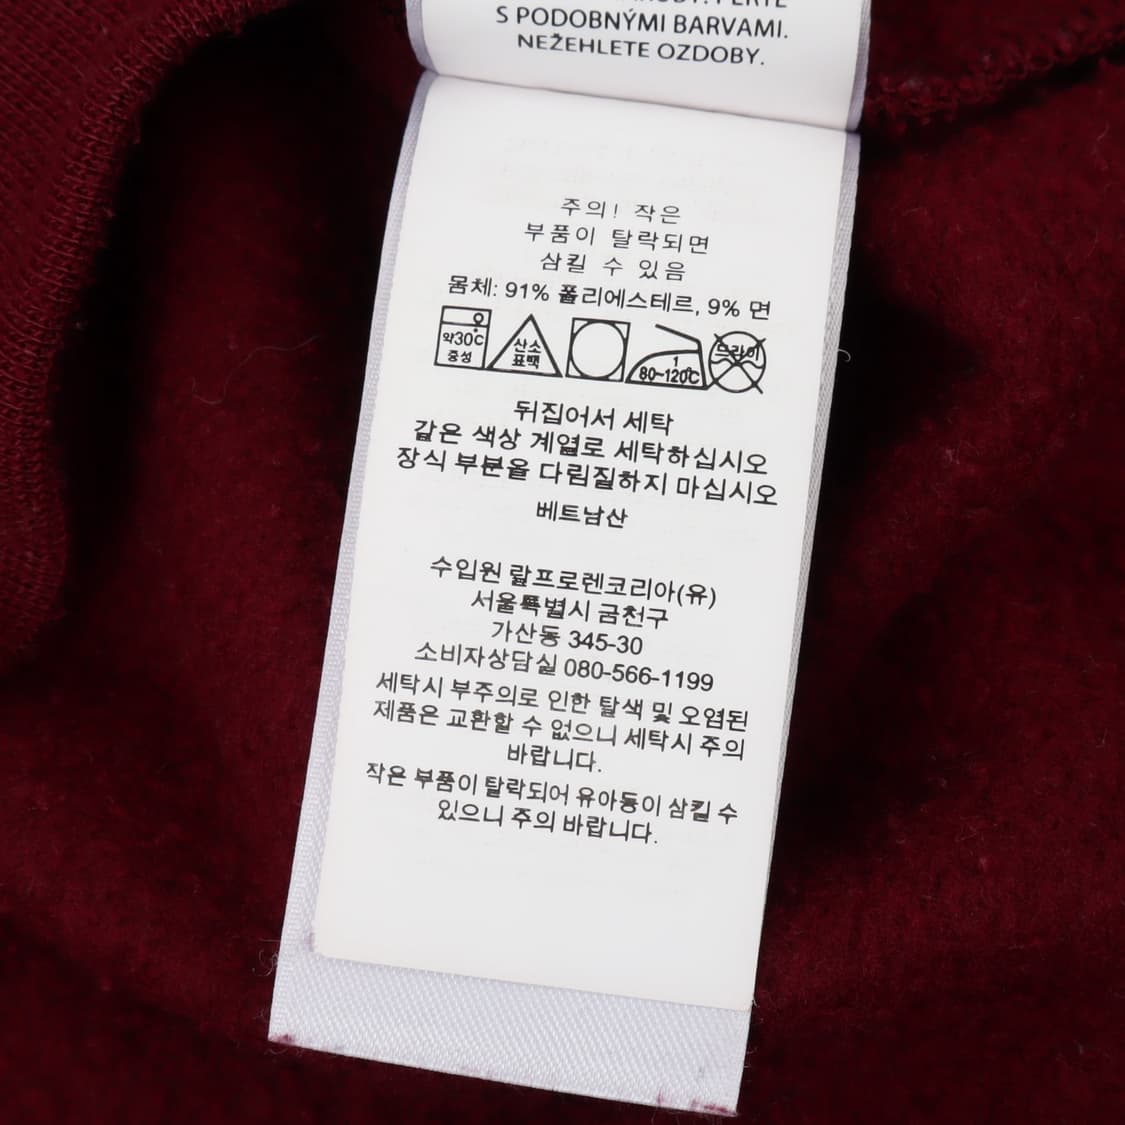 S PODOBNÝMI BARVAMI.
NEŽEHLETE OZDOBY.
주의! 작은
부품이 탈락되면
삼킬 수 있음
몸체: 91% 폴리에스테르, 9% 면
약30℃
중성
산소
표백
1
80~120℃
드라이
뒤집어서 세탁
같은 색상 계열로 세탁하십시오
장식 부분을 다림질하지 마십시오
베트남산
수입원 랄프로렌코리아(유)
서울특별시 금천구
가산동 345-30
소비자상담실 080-566-1199
세탁시 부주의로 인한 탈색 및 오염된
제품은 교환할 수 없으니 세탁시 주의
바랍니다.
작은 부품이 탈락되어 유아등이 삼킬 수
있으니 주의 바랍니다.